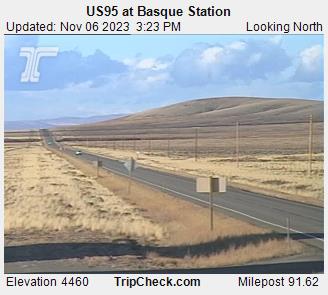 US95 at Basque Station
Updated: Nov 06 2023 3:23 PM Looking North
Elevation 4460 TripCheck.com Milepost 91.62